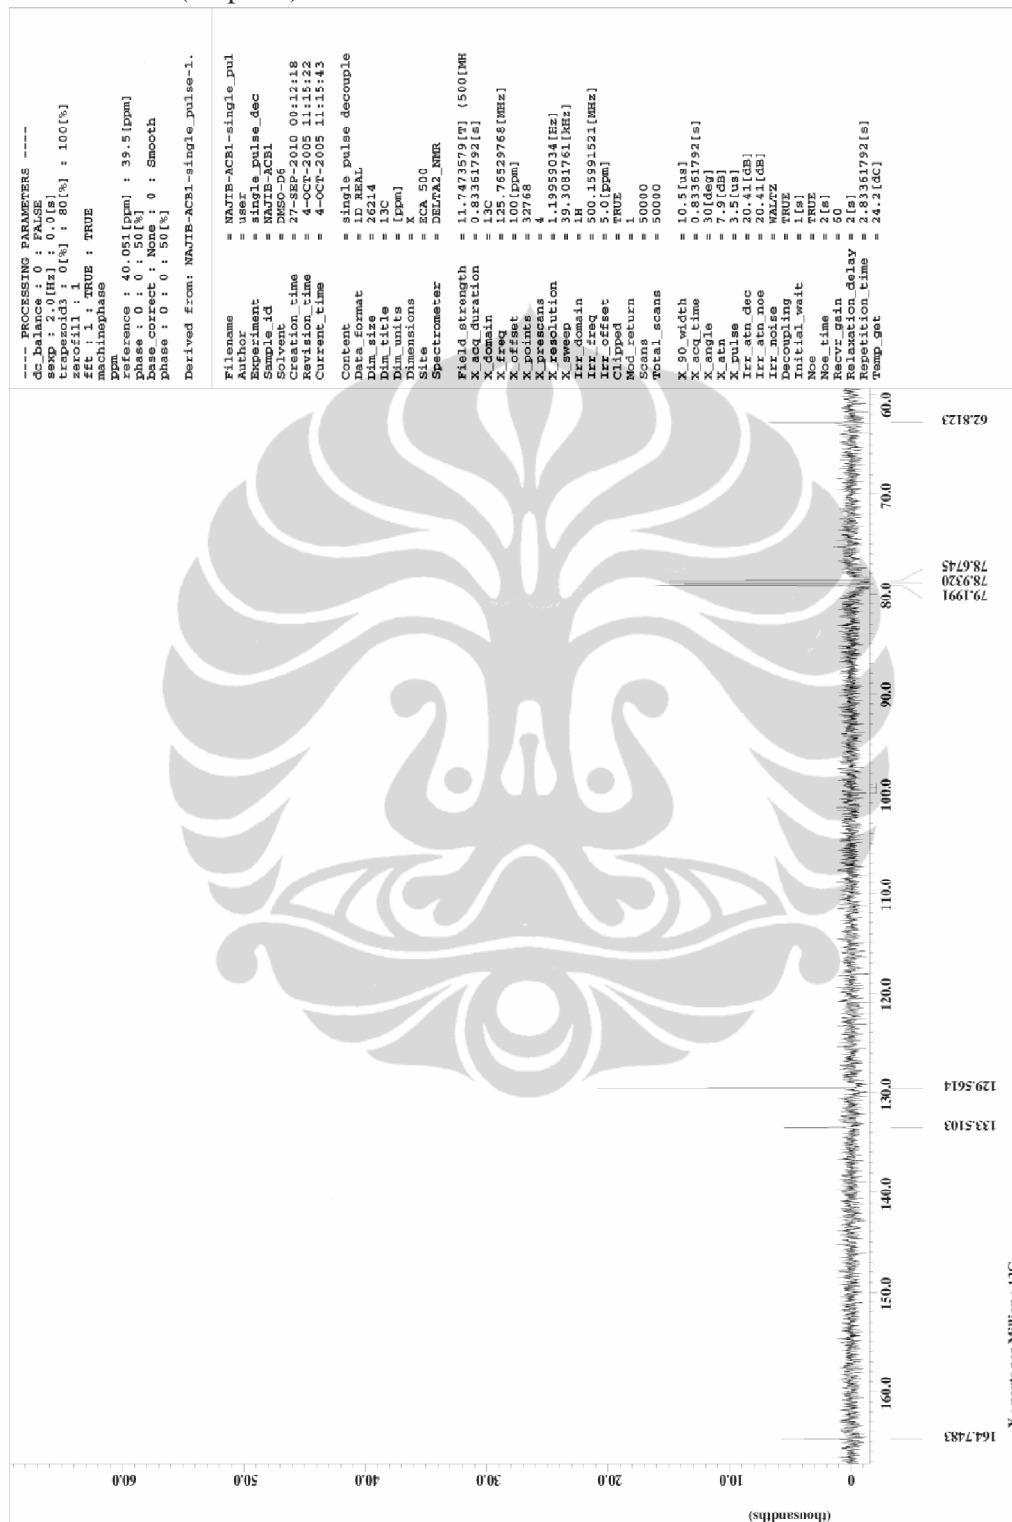 ---- PROCESSING PARAMETERS ----
dc_balance : 0 : FALSE
sexp : 2.0[Hz] : 0.0[s]
trapezoid3 : 0[%] : 80[%] : 100[%]
zerofill : 1
fft : 1 : TRUE : TRUE
machinephase
ppm
reference : 40.051[ppm] : 39.5[ppm]
phase : 0 : 0 : 50[%]
base_correct : None : 0 : Smooth
phase : 0 : 0 : 50[%]
Derived from: NAJIB-ACB1-single_pulse-1.
Filename = NAJIB-ACB1-single_pul
Author = user
Experiment = single_pulse_dec
Sample_id = NAJIB-ACB1
Solvent = DMSO-D6
Creation_time = 27-SEP-2010 00:12:18
Revision_time = 4-OCT-2005 11:15:22
Current_time = 4-OCT-2005 11:15:43
Content = single pulse decouple
Data_format = 1D REAL
Dim_size = 26214
Dim_title = 13C
Dim_units = [ppm]
Dimensions = X
Site = ECA 500
Spectrometer = DELTA2_NMR
Field_strength = 11.7473579[T] (500[MH
X_acq_duration = 0.83361792[s]
X_domain = 13C
X_freq = 125.76529768[MHz]
X_offset = 100[ppm]
X_points = 32768
X_prescans = 4
X_resolution = 1.19959034[Hz]
X_sweep = 39.3081761[kHz]
Irr_domain = 1H
Irr_freq = 500.15991521[MHz]
Irr_offset = 5.0[ppm]
Clipped = TRUE
Mod_return = 1
Scans = 50000
Total_scans = 50000
X_90_width = 10.5[us]
X_acq_time = 0.83361792[s]
X_angle = 30[deg]
X_atn = 7.9[dB]
X_pulse = 3.5[us]
Irr_atn_dec = 20.41[dB]
Irr_atn_noe = 20.41[dB]
Irr_noise = WALTZ
Decoupling = TRUE
Initial_wait = 1[s]
Noe = TRUE
Noe_time = 2[s]
Recvr_gain = 60
Relaxation_delay = 2[s]
Repetition_time = 2.83361792[s]
Temp_get = 24.2[dC]
(thousands)
0 10.0 20.0 30.0 40.0 50.0 60.0
160.0 150.0 140.0 130.0 120.0 110.0 100.0 90.0 80.0 70.0 60.0
164.7483
133.5103
129.5614
79.1991
78.9320
78.6745
62.8123